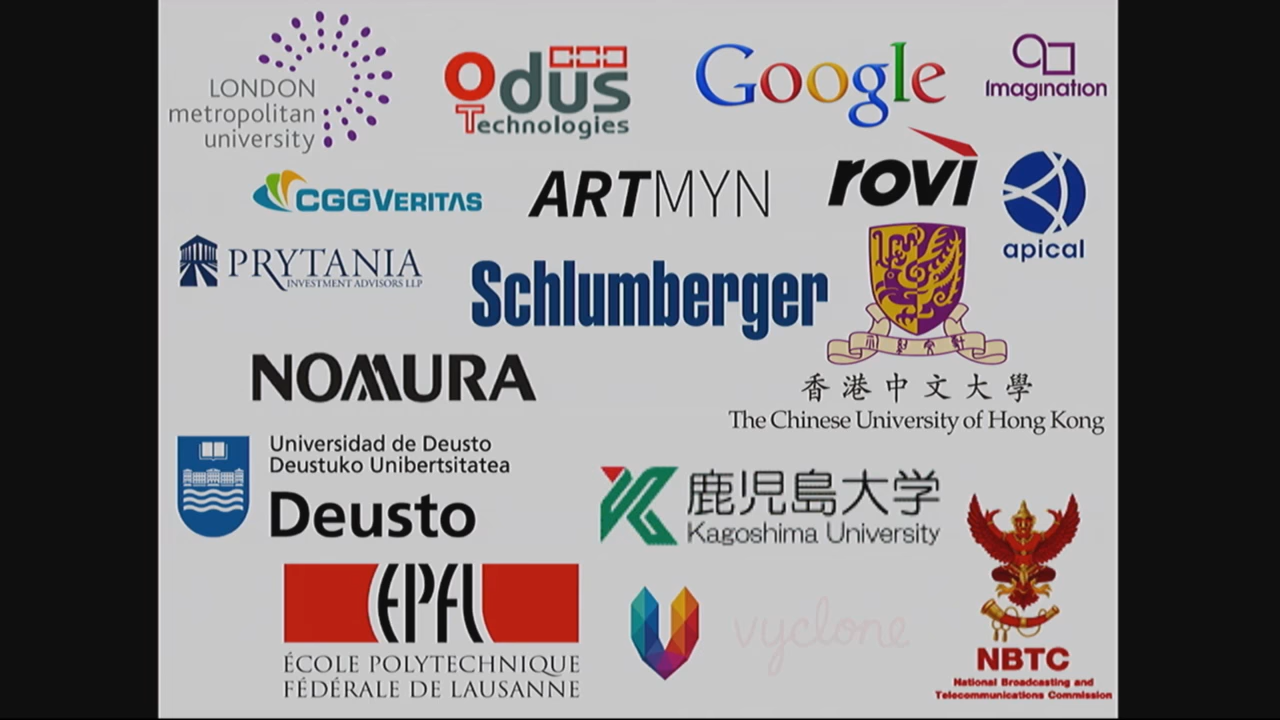 LONDON
metropolitan
university
Odus
Technologies
Google
Imagination
CGGVERITAS
ARTMYN
rovi
apical
PRYTANIA
INVESTMENT ADVISORS LLP
Schlumberger
香港中文大學
The Chinese University of Hong Kong
NOMURA
Universidad de Deusto
Deustuko Unibertsitatea
Deusto
鹿児島大学
Kagoshima University
EPFL
ÉCOLE POLYTECHNIQUE
FÉDÉRALE DE LAUSANNE
vyclone
NBTC
National Broadcasting and
Telecommunications Commission